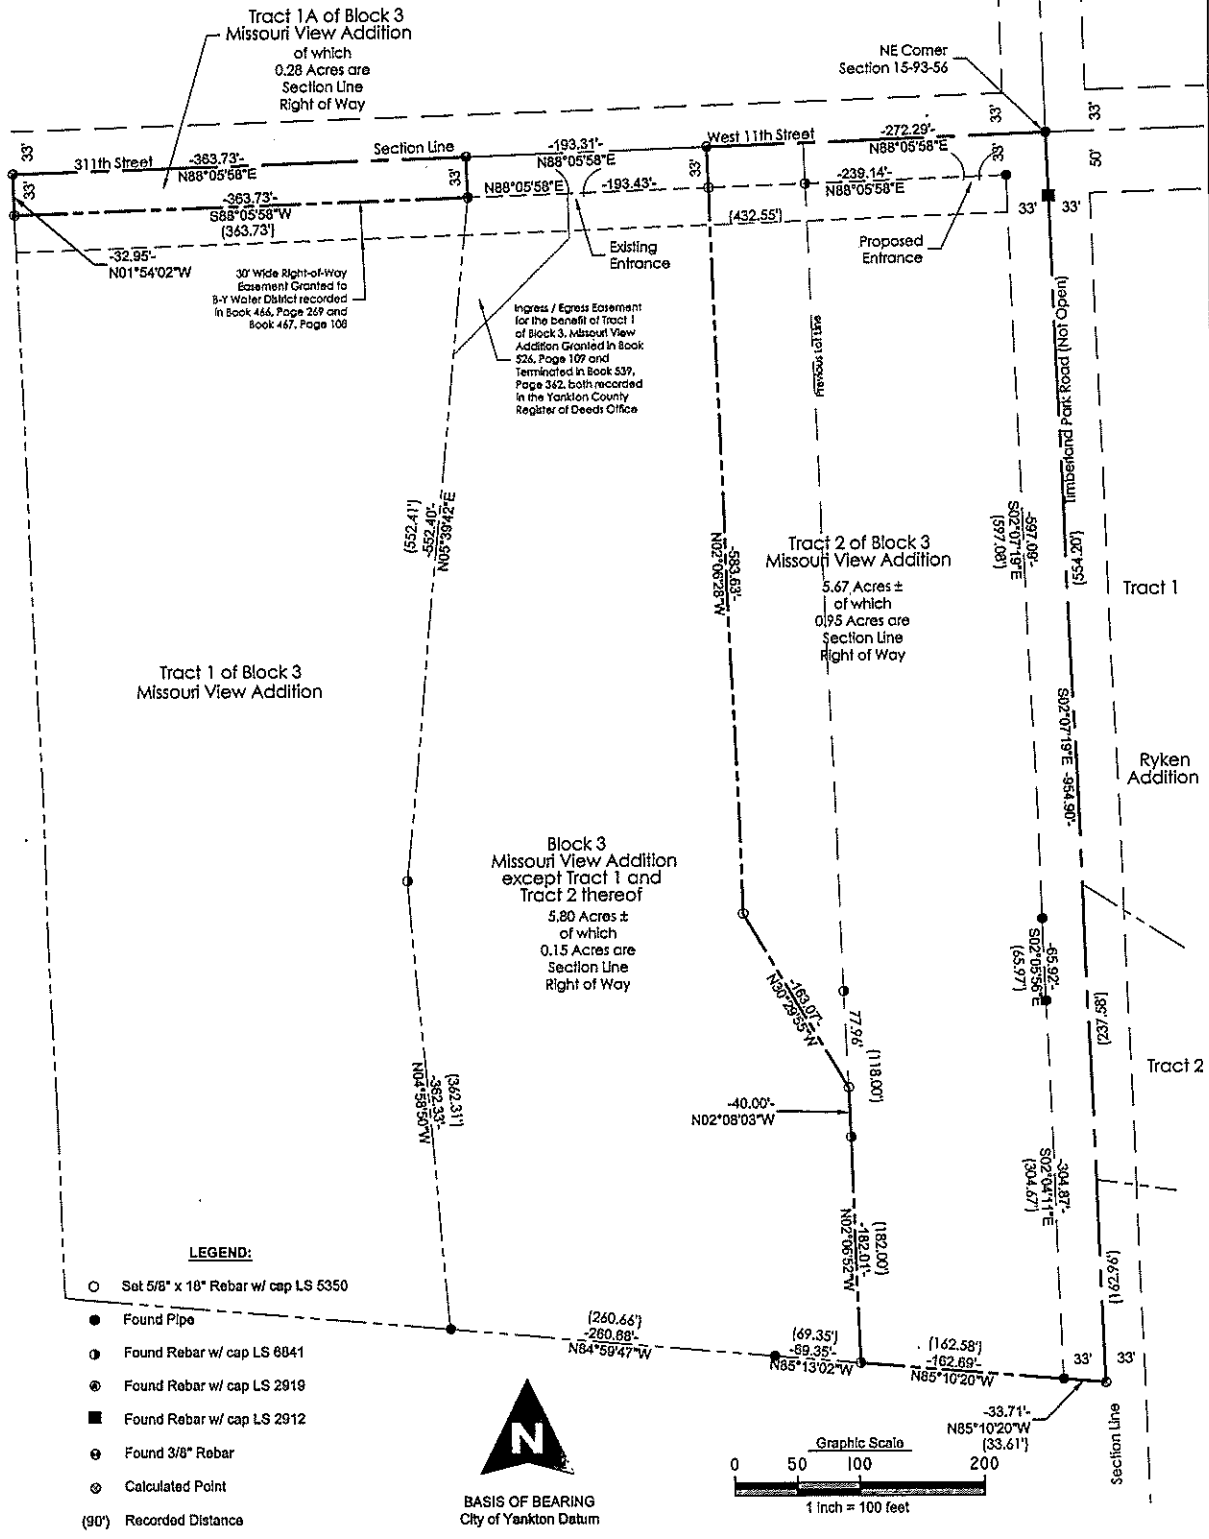 Tract 1A of Block 3
Missouri View Addition
of which
0.28 Acres are
Section Line
Right of Way
NE Corner
Section 15-93-56
33'
33'
33'
311th Street
-363.73'-
N88°05'58"E
Section Line
-193.31'-
N88°05'58"E
West 11th Street
-272.29'-
N88°05'58"E
33'
50'
33'
33'
33'
33'
N88°05'58"E
-193.43'-
-239.14'-
N88°05'58"E
-363.73'-
S88°05'58"W
(363.73')
(432.55')
33'
33'
-32.95'-
N01°54'02"W
Existing
Entrance
Proposed
Entrance
30' Wide Right-of-Way
Easement Granted to
B-Y Water District recorded
in Book 466, Page 269 and
Book 467, Page 108
Ingress / Egress Easement
for the benefit of Tract 1
of Block 3, Missouri View
Addition Granted in Book
526, Page 109 and
Terminated in Book 539,
Page 362, both recorded
in the Yankton County
Register of Deeds Office
Previous Lot Line
Timberland Park Road (Not Open)
(552.41')
-552.40'-
N05°39'42"E
-583.63'-
N02°06'28"W
-597.09'-
S02°07'19"E
(597.08')
(554.20')
Tract 2 of Block 3
Missouri View Addition
5.67 Acres ±
of which
0.95 Acres are
Section Line
Right of Way
Tract 1
Tract 1 of Block 3
Missouri View Addition
S02°07'19"E -954.90'-
Ryken
Addition
Block 3
Missouri View Addition
except Tract 1 and
Tract 2 thereof
5.80 Acres ±
of which
0.15 Acres are
Section Line
Right of Way
-163.07'-
N30°29'55"W
-65.92'-
S02°05'56"E
(65.97')
77.96'
(118.00')
(237.58')
Tract 2
(362.31')
-362.33'-
N04°58'50"W
-40.00'-
N02°08'03"W
-304.87'-
S02°04'11"E
(304.67')
(182.00')
-182.01'-
N02°06'52"W
(162.96')
(260.66')
-260.68'-
N84°59'47"W
(69.35')
-69.35'-
N85°13'02"W
(162.58')
-162.69'-
N85°10'20"W
33'
33'
-33.71'-
N85°10'20"W
(33.61')
Section Line
LEGEND:
Set 5/8" x 18" Rebar w/ cap LS 5350
Found Pipe
Found Rebar w/ cap LS 6841
Found Rebar w/ cap LS 2919
Found Rebar w/ cap LS 2912
Found 3/8" Rebar
Calculated Point
(90') Recorded Distance
N
BASIS OF BEARING
City of Yankton Datum
Graphic Scale
0 50 100 200
1 inch = 100 feet